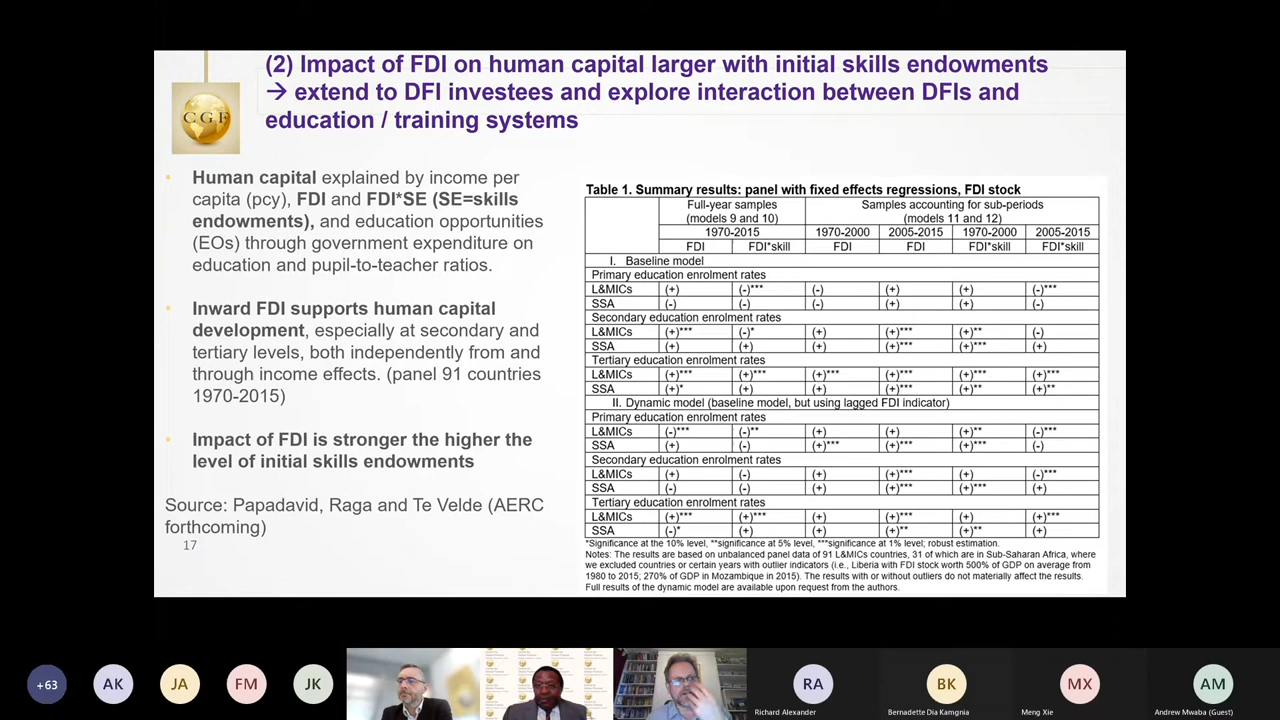 (2) Impact of FDI on human capital larger with initial skills endowments
→ extend to DFI investees and explore interaction between DFIs and
education / training systems
CGF
• Human capital explained by income per
capita (pcy), FDI and FDI*SE (SE=skills
endowments), and education opportunities
(EOs) through government expenditure on
education and pupil-to-teacher ratios.
• Inward FDI supports human capital
development, especially at secondary and
tertiary levels, both independently from and
through income effects. (panel 91 countries
1970-2015)
• Impact of FDI is stronger the higher the
level of initial skills endowments
Source: Papadavid, Raga and Te Velde (AERC
forthcoming)
17
Table 1. Summary results: panel with fixed effects regressions, FDI stock
Full-year samples Samples accounting for sub-periods
(models 9 and 10) (models 11 and 12)
1970-2015 1970-2000 2005-2015 1970-2000 2005-2015
FDI FDI*skill FDI FDI FDI*skill FDI*skill
I. Baseline model
Primary education enrolment rates
L&MICs (+) (-)*** (-) (+) (+) (-)***
SSA (-) (-) (-) (+) (+) (-)
Secondary education enrolment rates
L&MICs (+)*** (-)* (+) (+)*** (+)** (-)
SSA (+) (+) (+) (+)*** (+)*** (+)
Tertiary education enrolment rates
L&MICs (+)*** (+)*** (+)*** (+)*** (+)*** (+)***
SSA (+)* (+) (+) (+)*** (+)** (+)**
II. Dynamic model (baseline model, but using lagged FDI indicator)
Primary education enrolment rates
L&MICs (-)*** (-)** (+) (+) (+)** (-)***
SSA (+) (-) (+)*** (+)*** (+)*** (-)
Secondary education enrolment rates
L&MICs (+) (-) (+) (+)*** (+) (-)***
SSA (-) (-) (+) (+)*** (+)*** (+)
Tertiary education enrolment rates
L&MICs (+)*** (+)*** (+) (+)*** (+) (+)***
SSA (-)* (+) (+) (+)** (+)** (+)
*Significance at the 10% level, **significance at 5% level, ***significance at 1% level; robust estimation.
Notes: The results are based on unbalanced panel data of 91 L&MICs countries, 31 of which are in Sub-Saharan Africa, where
we excluded countries or certain years with outlier indicators (i.e., Liberia with FDI stock worth 500% of GDP on average from
1980 to 2015; 270% of GDP in Mozambique in 2015). The results with or without outliers do not materially affect the results.
Full results of the dynamic model are available upon request from the authors.
+63 AK JA FM JK RA BK MX AM
Richard Alexander Bernadette Dia Kamgnia Meng Xie Andrew Mwaba (Guest)